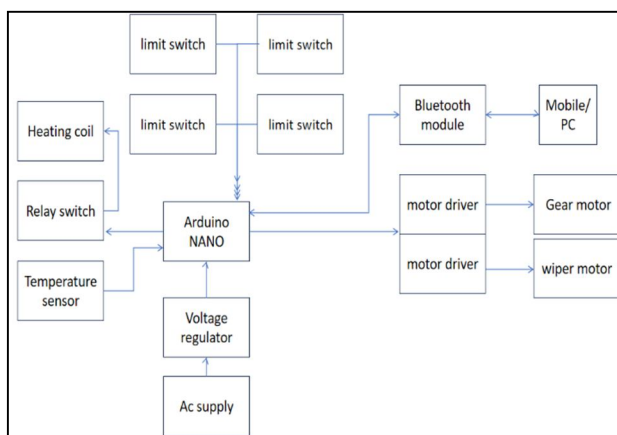 limit switch
limit switch
limit switch
limit switch
Bluetooth
module
Mobile/
PC
Heating coil
Relay switch
Arduino
NANO
motor driver
Gear motor
motor driver
wiper motor
Temperature
sensor
Voltage
regulator
Ac supply